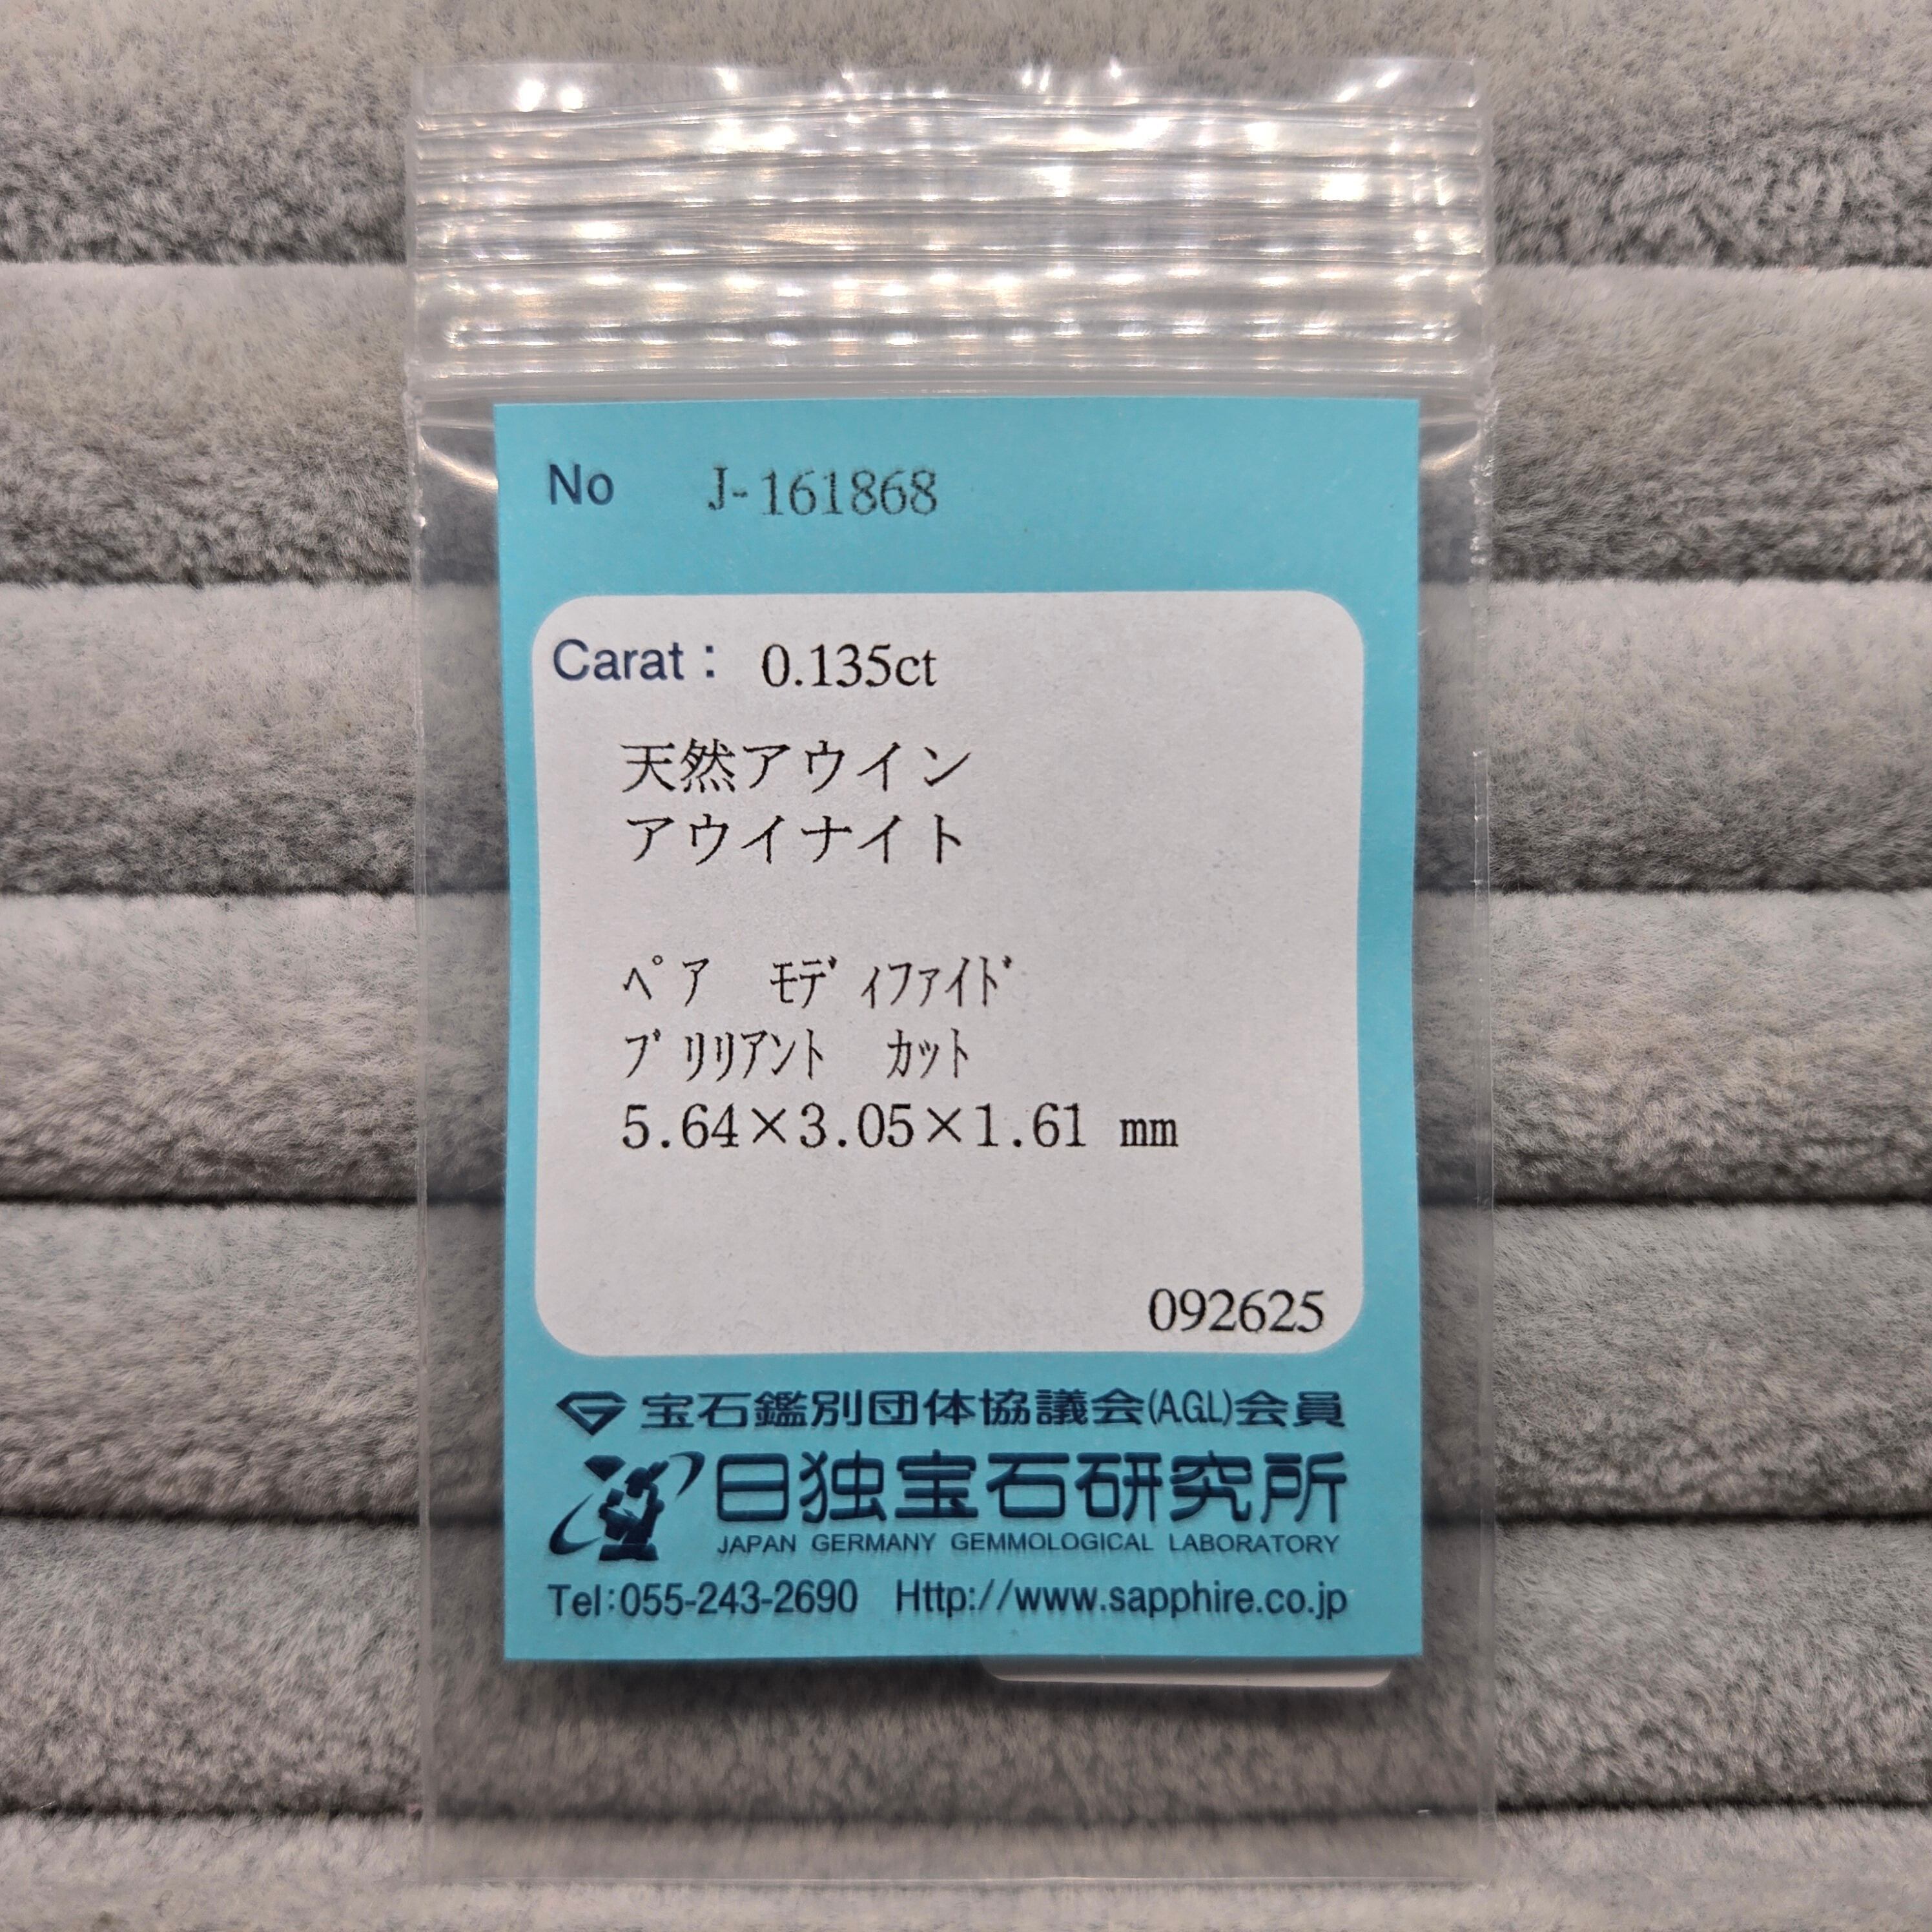 No J-161868
Carat： 0.135ct
天然アウイン
アウイナイト
ﾍﾟｱ ﾓﾃﾞｨﾌｧｲﾄﾞ
ﾌﾞﾘﾘｱﾝﾄ ｶｯﾄ
5.64×3.05×1.61 mm
092625
宝石鑑別団体協議会(AGL)会員
日独宝石研究所
JAPAN GERMANY GEMMOLOGICAL LABORATORY
Tel:055-243-2690 Http://www.sapphire.co.jp